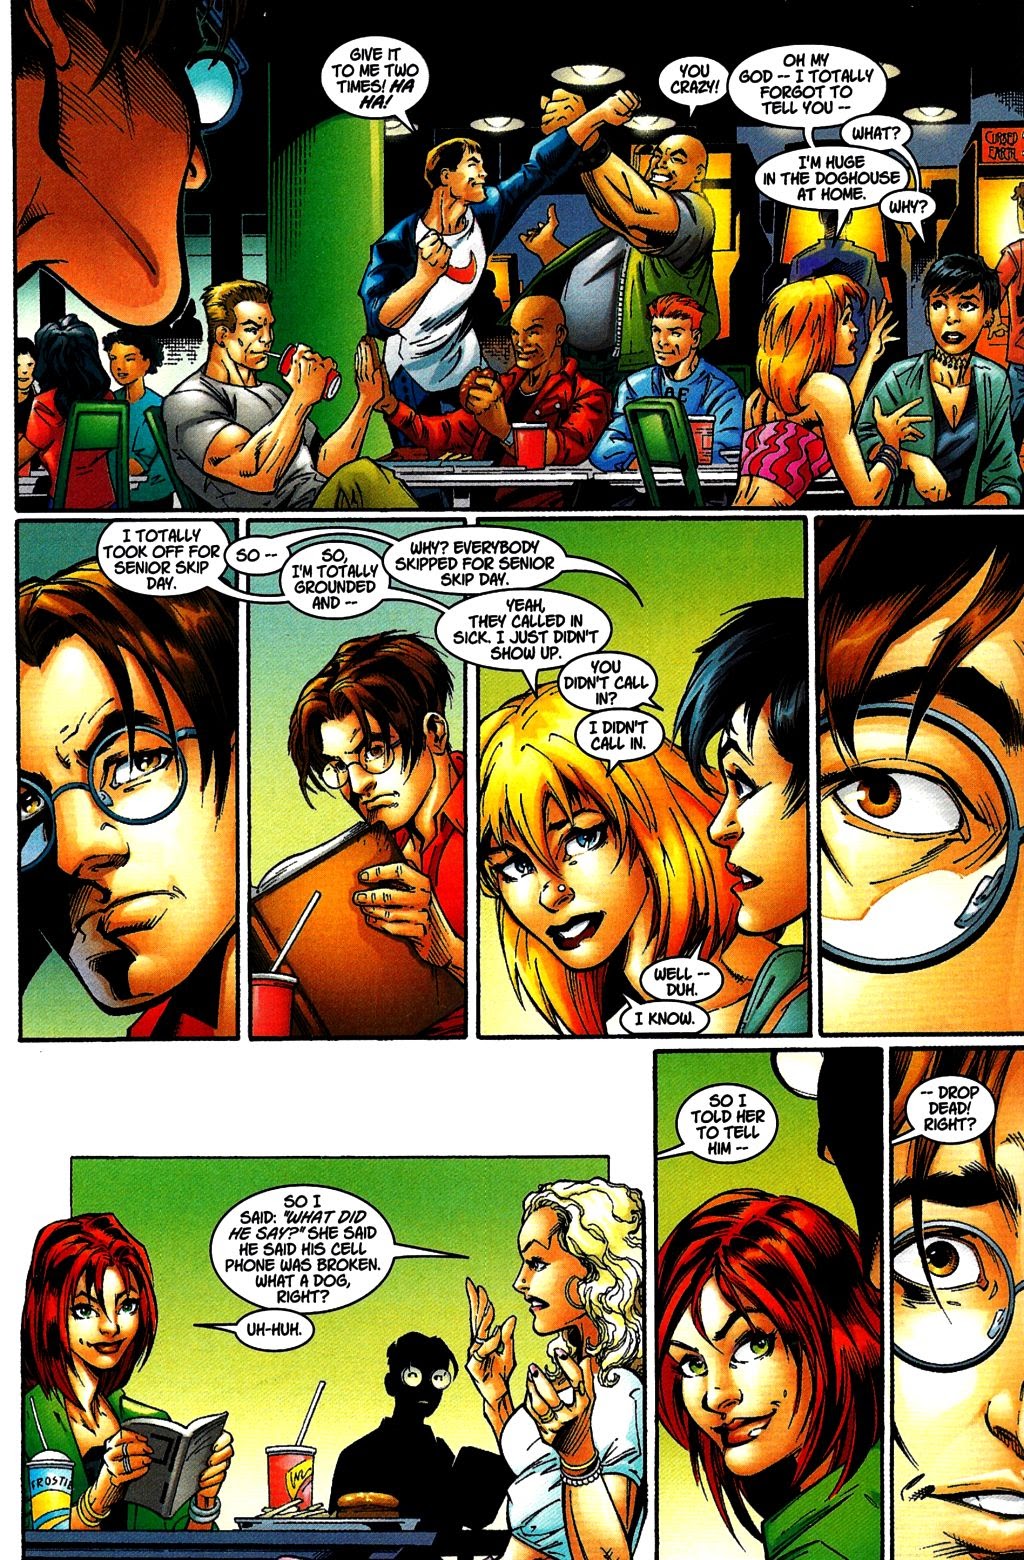 GIVE IT
TO ME TWO
TIMES! HA
HA!
YOU
CRAZY!
OH MY
GOD -- I TOTALLY
FORGOT TO
TELL YOU --
WHAT?
I'M HUGE
IN THE DOGHOUSE
AT HOME.
WHY?
CURSED
EARTH
I TOTALLY
TOOK OFF FOR
SENIOR SKIP
DAY.
SO --
SO,
I'M TOTALLY
GROUNDED
AND --
WHY? EVERYBODY
SKIPPED FOR SENIOR
SKIP DAY.
YEAH,
THEY CALLED IN
SICK. I JUST DIDN'T
SHOW UP.
YOU
DIDN'T CALL
IN?
I DIDN'T
CALL IN.
WELL --
DUH.
I KNOW.
SO I
SAID: "WHAT DID
HE SAY?" SHE SAID
HE SAID HIS CELL
PHONE WAS BROKEN.
WHAT A DOG,
RIGHT?
UH-HUH.
FROSTIE
SO I
TOLD HER
TO TELL
HIM --
-- DROP
DEAD!
RIGHT?